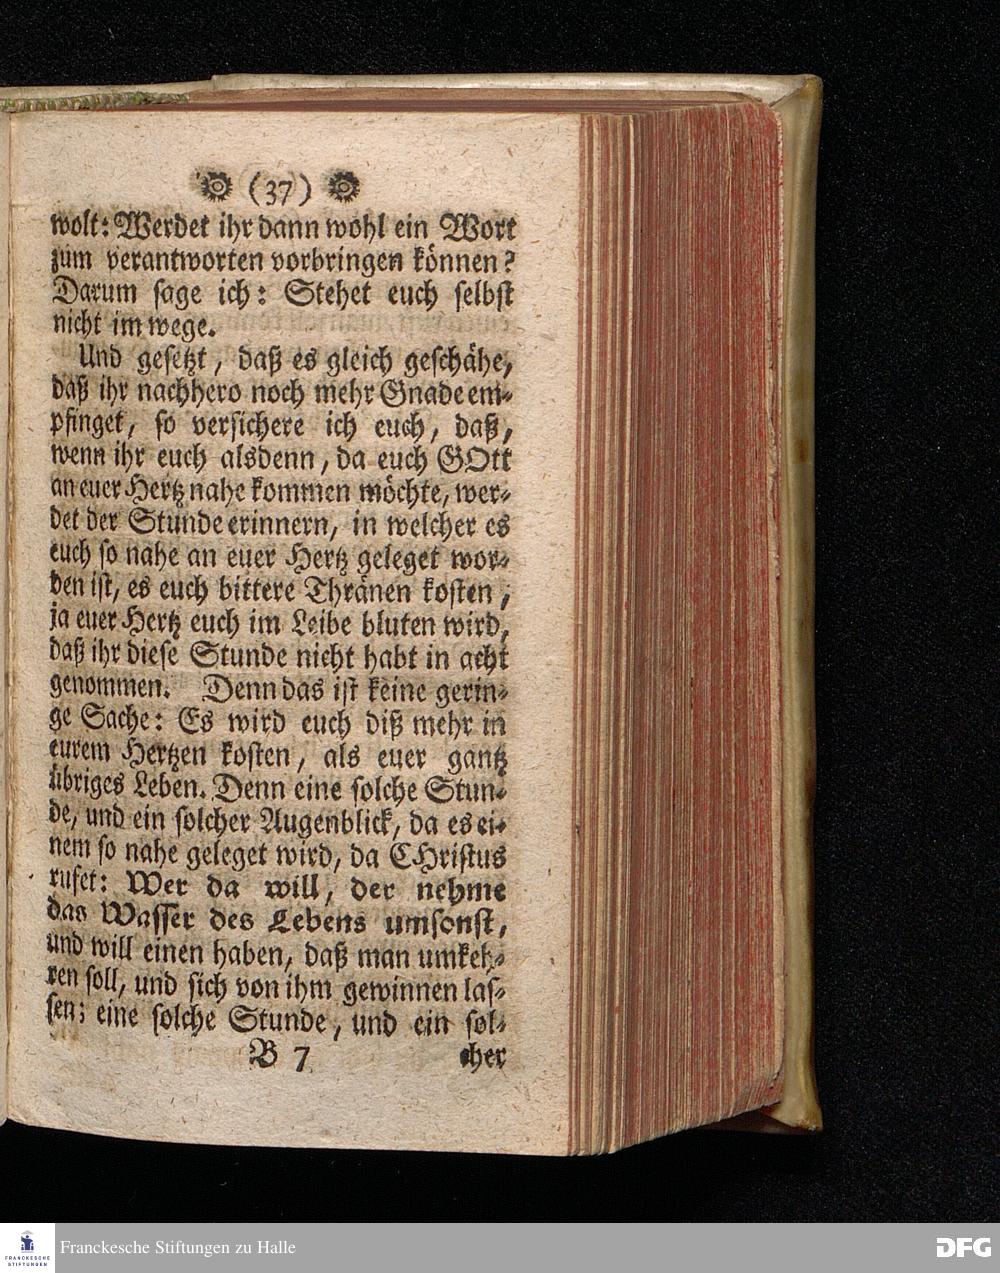 (37)
wolt: Werdet ihr dann wohl ein Wort
zum verantworten vorbringen können?
Darum sage ich: Stehet euch selbst
nicht im wege.
Und gesetzt, daß es gleich geschähe,
daß ihr nachhero noch mehr Gnade em-
pfinget, so versichere ich euch, daß,
wenn ihr euch alsdenn, da euch GOtt
an euer Hertz nahe kommen möchte, wer-
det der Stunde erinnern, in welcher es
euch so nahe an euer Hertz geleget wor-
den ist, es euch bittere Thränen kosten,
ja euer Hertz euch im Leibe bluten wird,
daß ihr diese Stunde nicht habt in acht
genommen. Denn das ist keine gerin-
ge Sache: Es wird euch diß mehr in
eurem Hertzen kosten, als euer gantz
übriges Leben. Denn eine solche Stun-
de, und ein solcher Augenblick, da es ei-
nem so nahe geleget wird, da CHristus
rufet: Wer da will, der nehme
das Wasser des Lebens umsonst,
und will einen haben, daß man umkeh-
ren soll, und sich von ihm gewinnen las-
sen; eine solche Stunde, und ein sol-
B 7 cher
FRANCKESCHE
STIFTUNGEN
Franckesche Stiftungen zu Halle
DFG